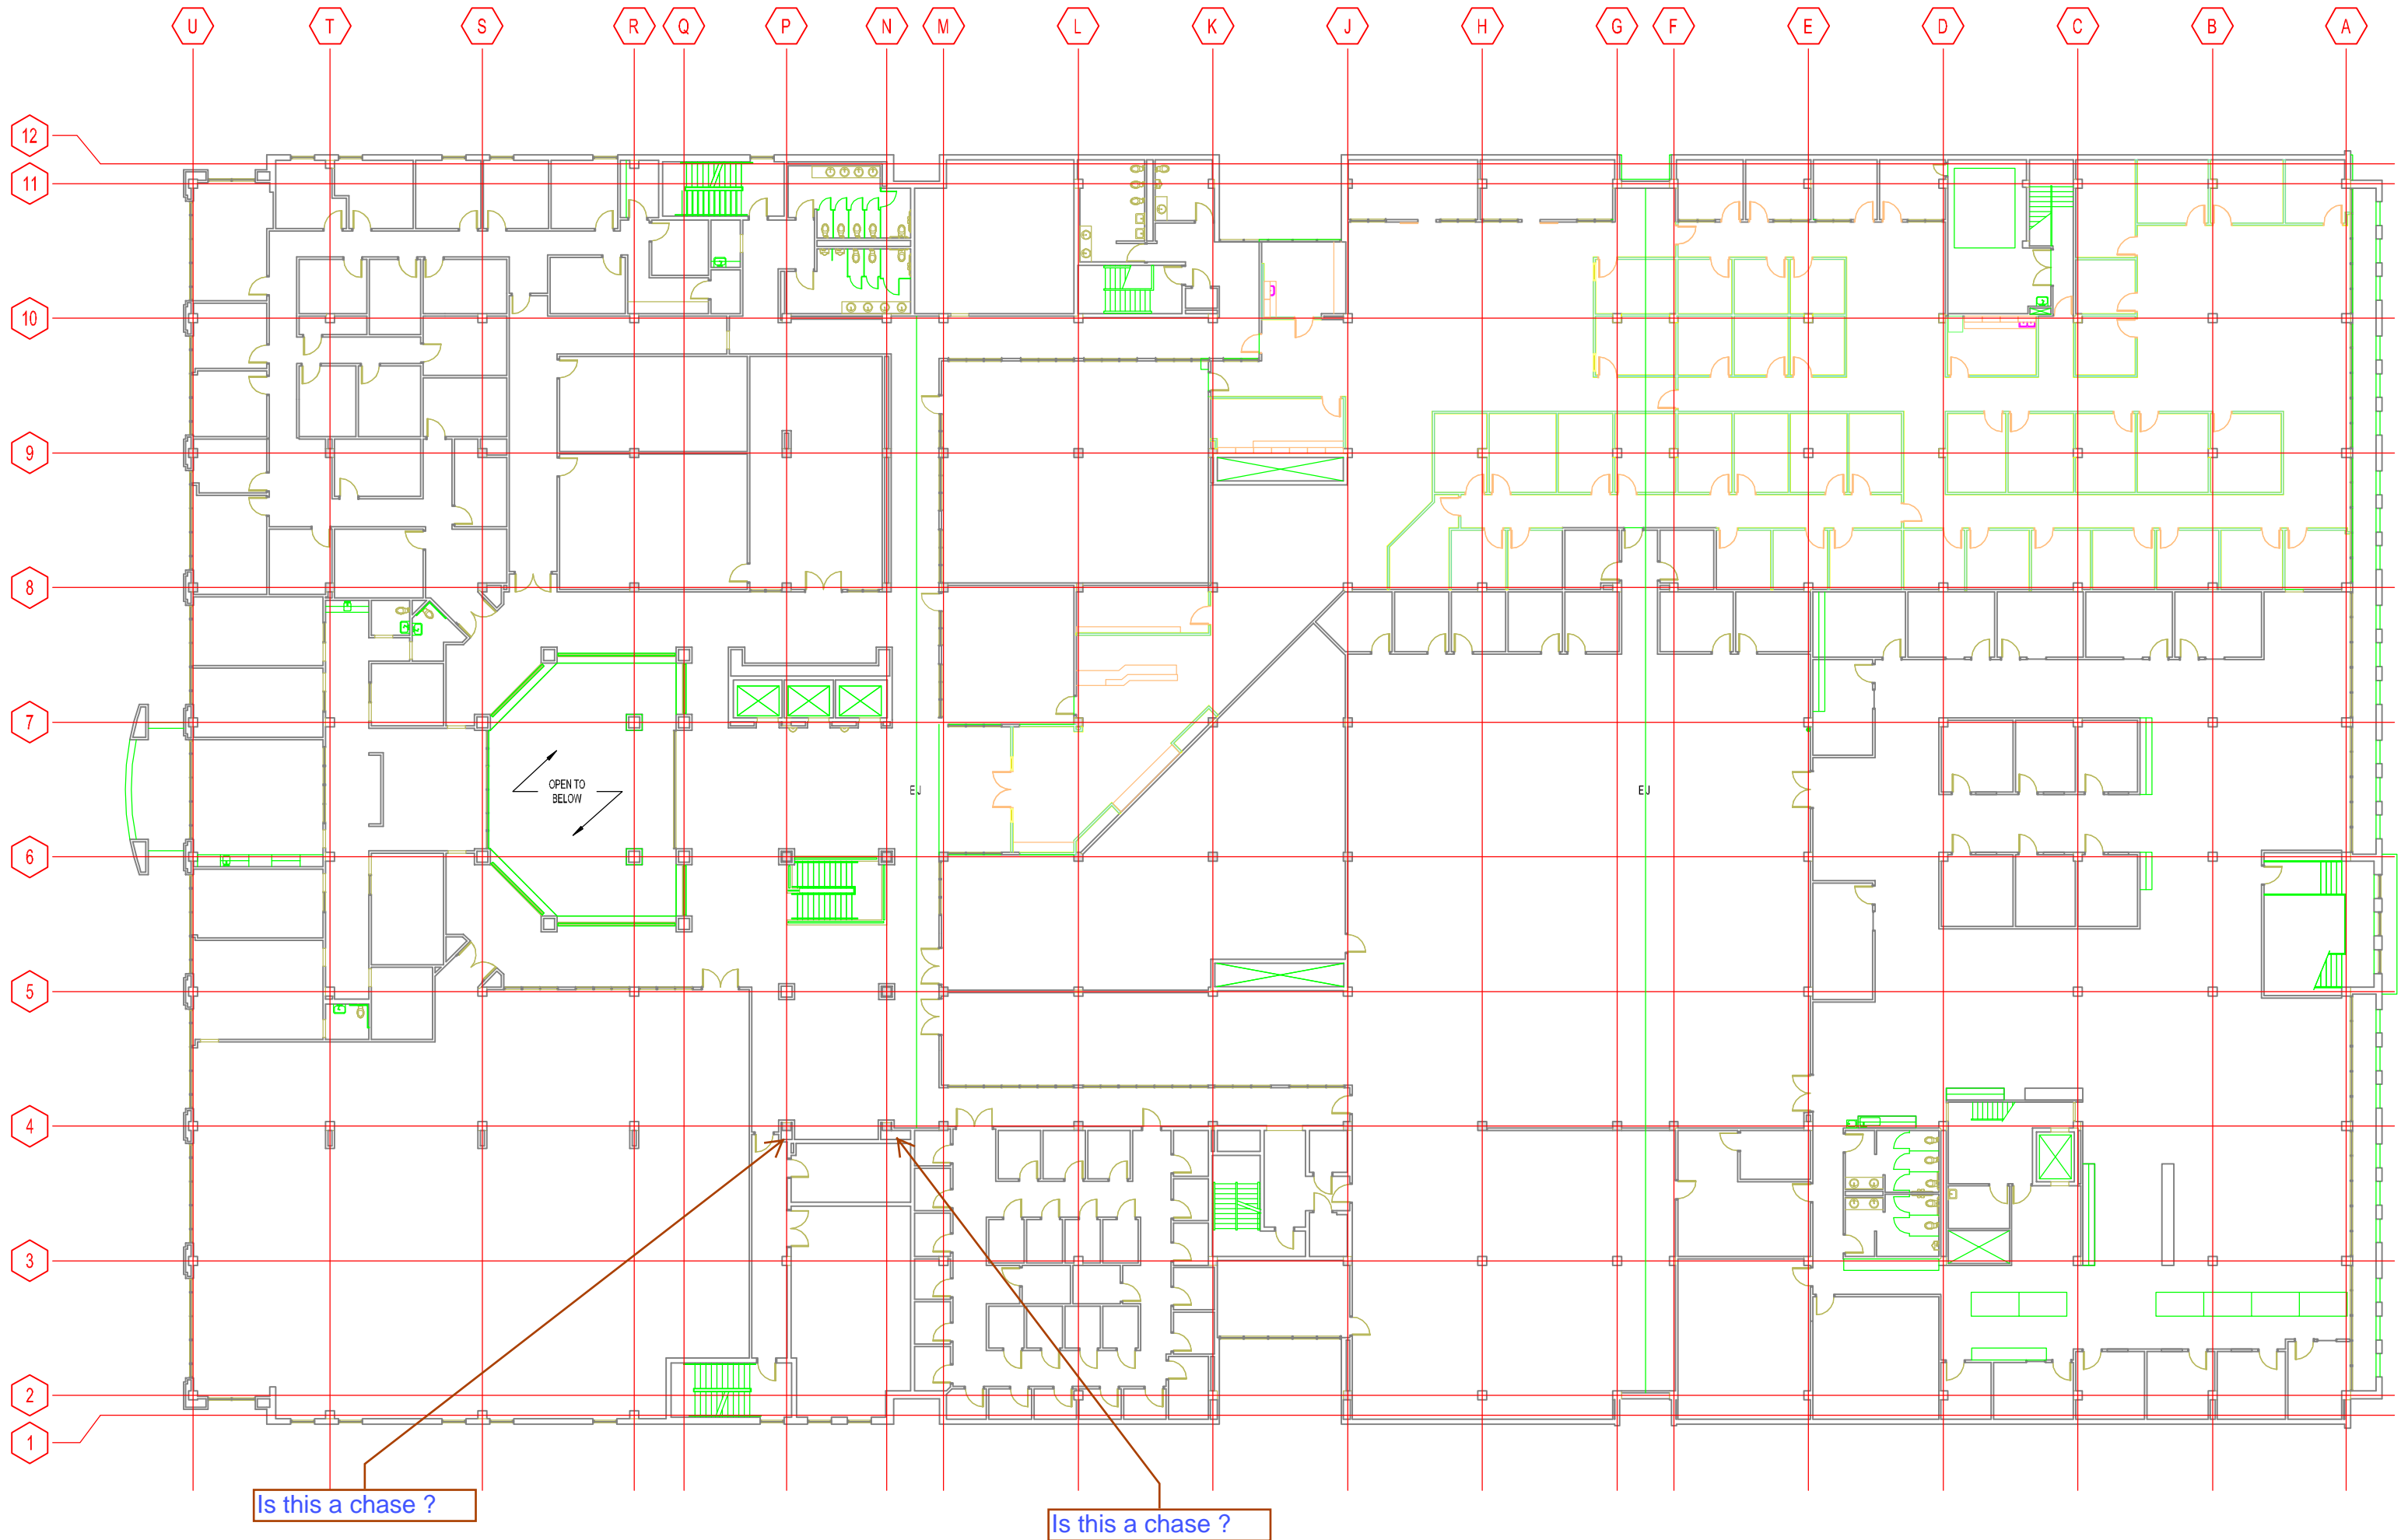 U T S R Q P N M L K J H G F E D C B A
12
11
10
9
8
7
OPEN TO
BELOW
EJ
EJ
6
5
4
3
2
1
Is this a chase ?
Is this a chase ?